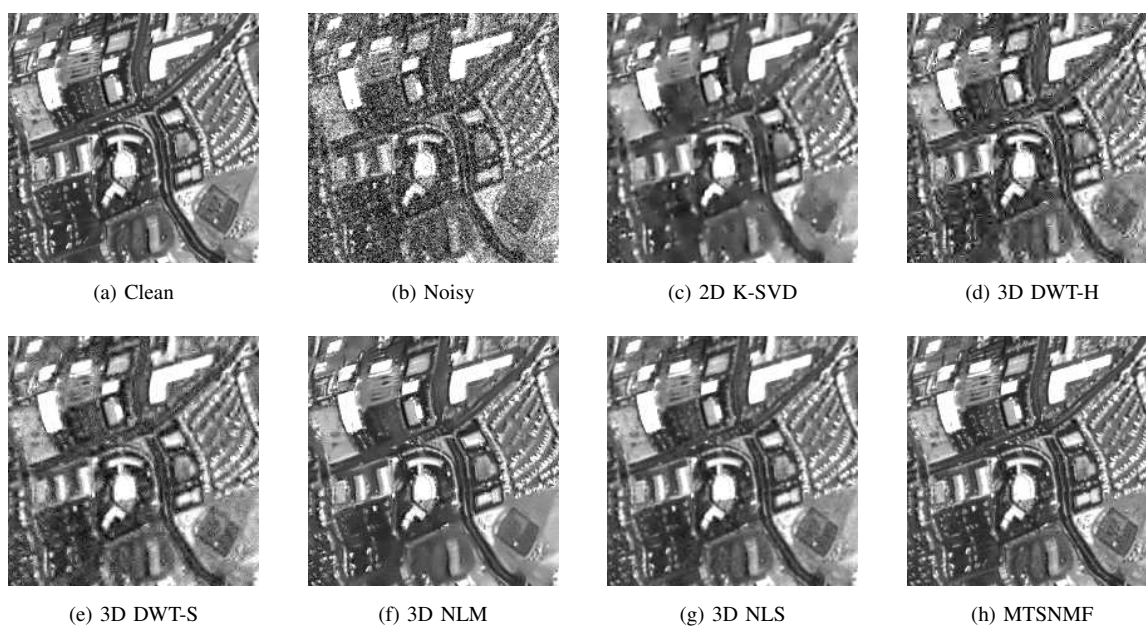 (a) Clean
(b) Noisy
(c) 2D K-SVD
(d) 3D DWT-H
(e) 3D DWT-S
(f) 3D NLM
(g) 3D NLS
(h) MTSNMF